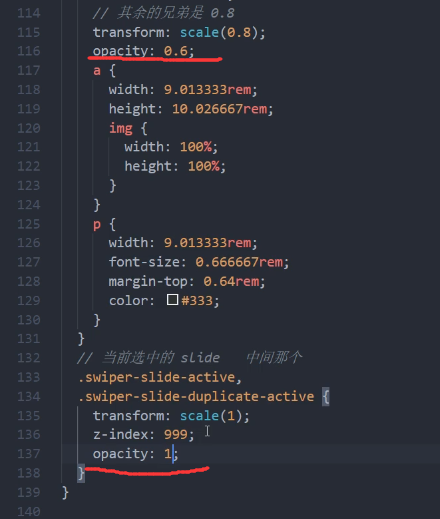 114 // 其余的兄弟是 0.8
115 transform: scale(0.8);
116 opacity: 0.6;
117 a {
118 width: 9.013333rem;
119 height: 10.026667rem;
120 img {
121 width: 100%;
122 height: 100%;
123 }
124 }
125 p {
126 width: 9.013333rem;
127 font-size: 0.666667rem;
128 margin-top: 0.64rem;
129 color: #333;
130 }
131 }
132 // 当前选中的 slide 中间那个
133 .swiper-slide-active,
134 .swiper-slide-duplicate-active {
135 transform: scale(1);
136 z-index: 999;
137 opacity: 1;
138 }
139 }
140